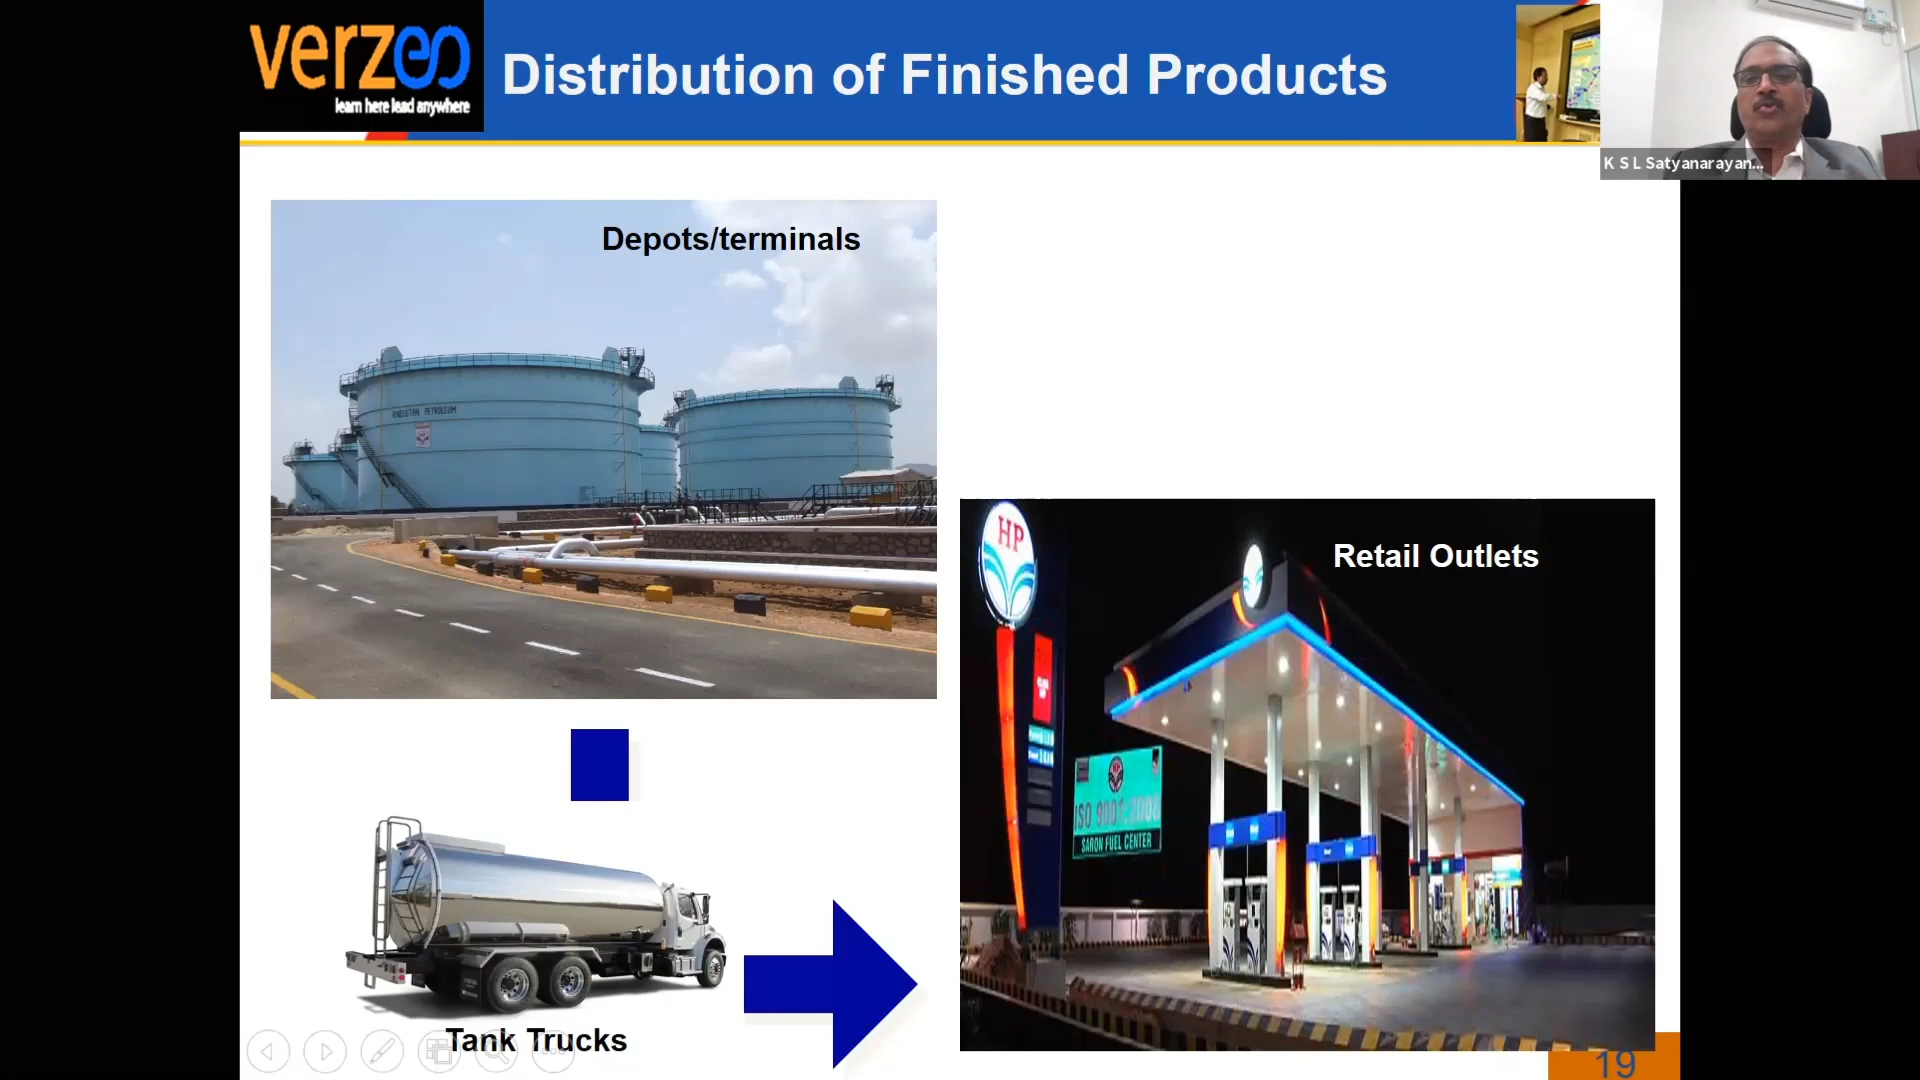 verzeo
learn here lead anywhere
Distribution of Finished Products
K S L Satyanarayan...
Depots/terminals
HINDUSTAN PETROLEUM
HP
Retail Outlets
HP
ISO 9001:2008
SARON FUEL CENTER
Tank Trucks
19